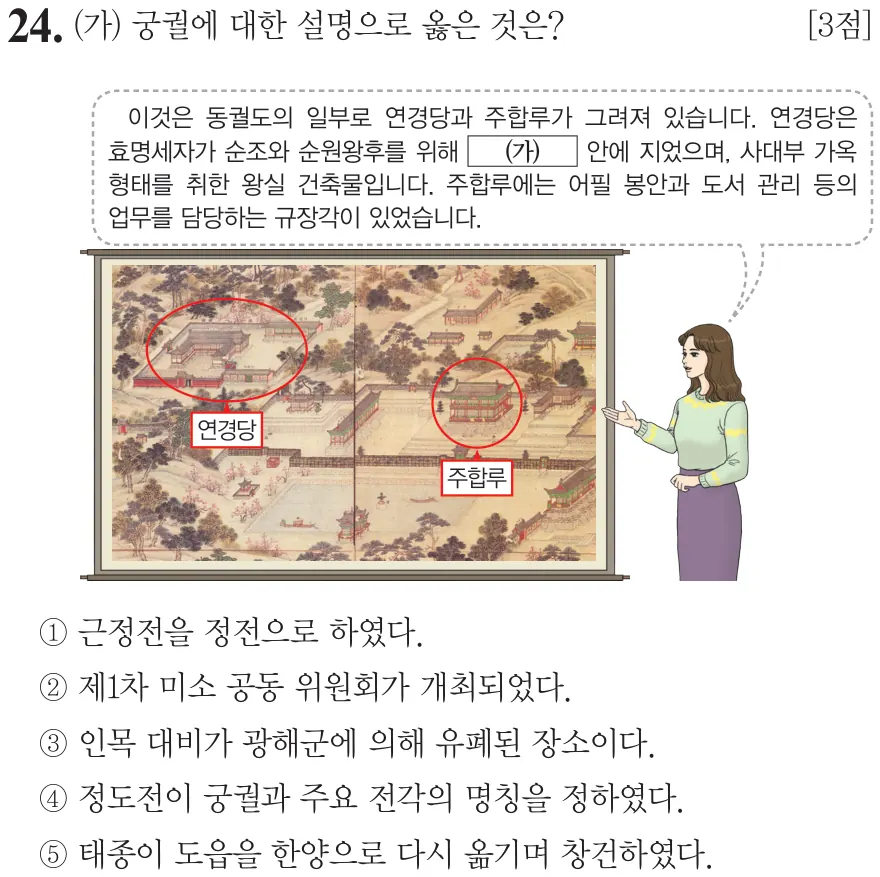 24. (가) 궁궐에 대한 설명으로 옳은 것은? [3점]
이것은 동궐도의 일부로 연경당과 주합루가 그려져 있습니다. 연경당은
효명세자가 순조와 순원왕후를 위해 (가) 안에 지었으며, 사대부 가옥
형태를 취한 왕실 건축물입니다. 주합루에는 어필 봉안과 도서 관리 등의
업무를 담당하는 규장각이 있었습니다.
연경당
주합루
① 근정전을 정전으로 하였다.
② 제1차 미소 공동 위원회가 개최되었다.
③ 인목 대비가 광해군에 의해 유폐된 장소이다.
④ 정도전이 궁궐과 주요 전각의 명칭을 정하였다.
⑤ 태종이 도읍을 한양으로 다시 옮기며 창건하였다.